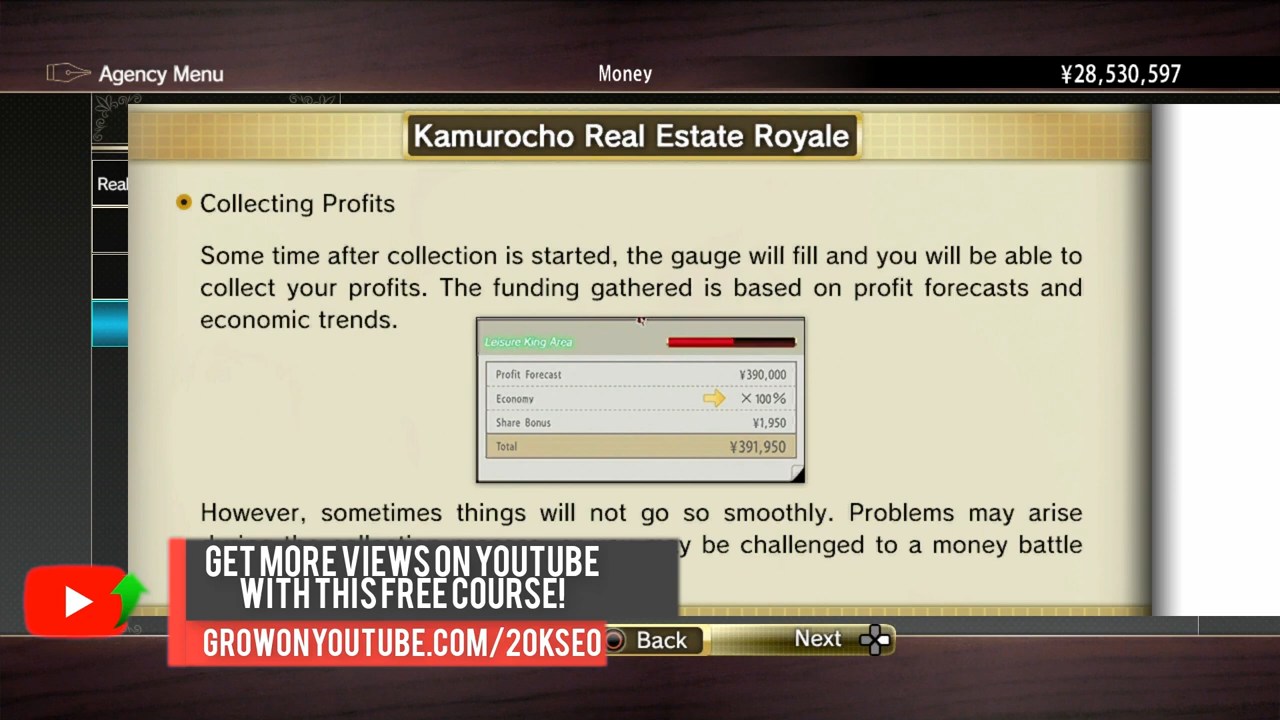 Agency Menu
Money
¥28,530,597
Kamurocho Real Estate Royale
Real
Collecting Profits
Some time after collection is started, the gauge will fill and you will be able to
collect your profits. The funding gathered is based on profit forecasts and
economic trends.
Leisure King Area
Profit Forecast ¥390,000
Economy ×100%
Share Bonus ¥1,950
Total ¥391,950
However, sometimes things will not go so smoothly. Problems may arise
be challenged to a money battle
GET MORE VIEWS ON YOUTUBE
WITH THIS FREE COURSE!
GROWONYOUTUBE.COM/20KSEO
Back
Next